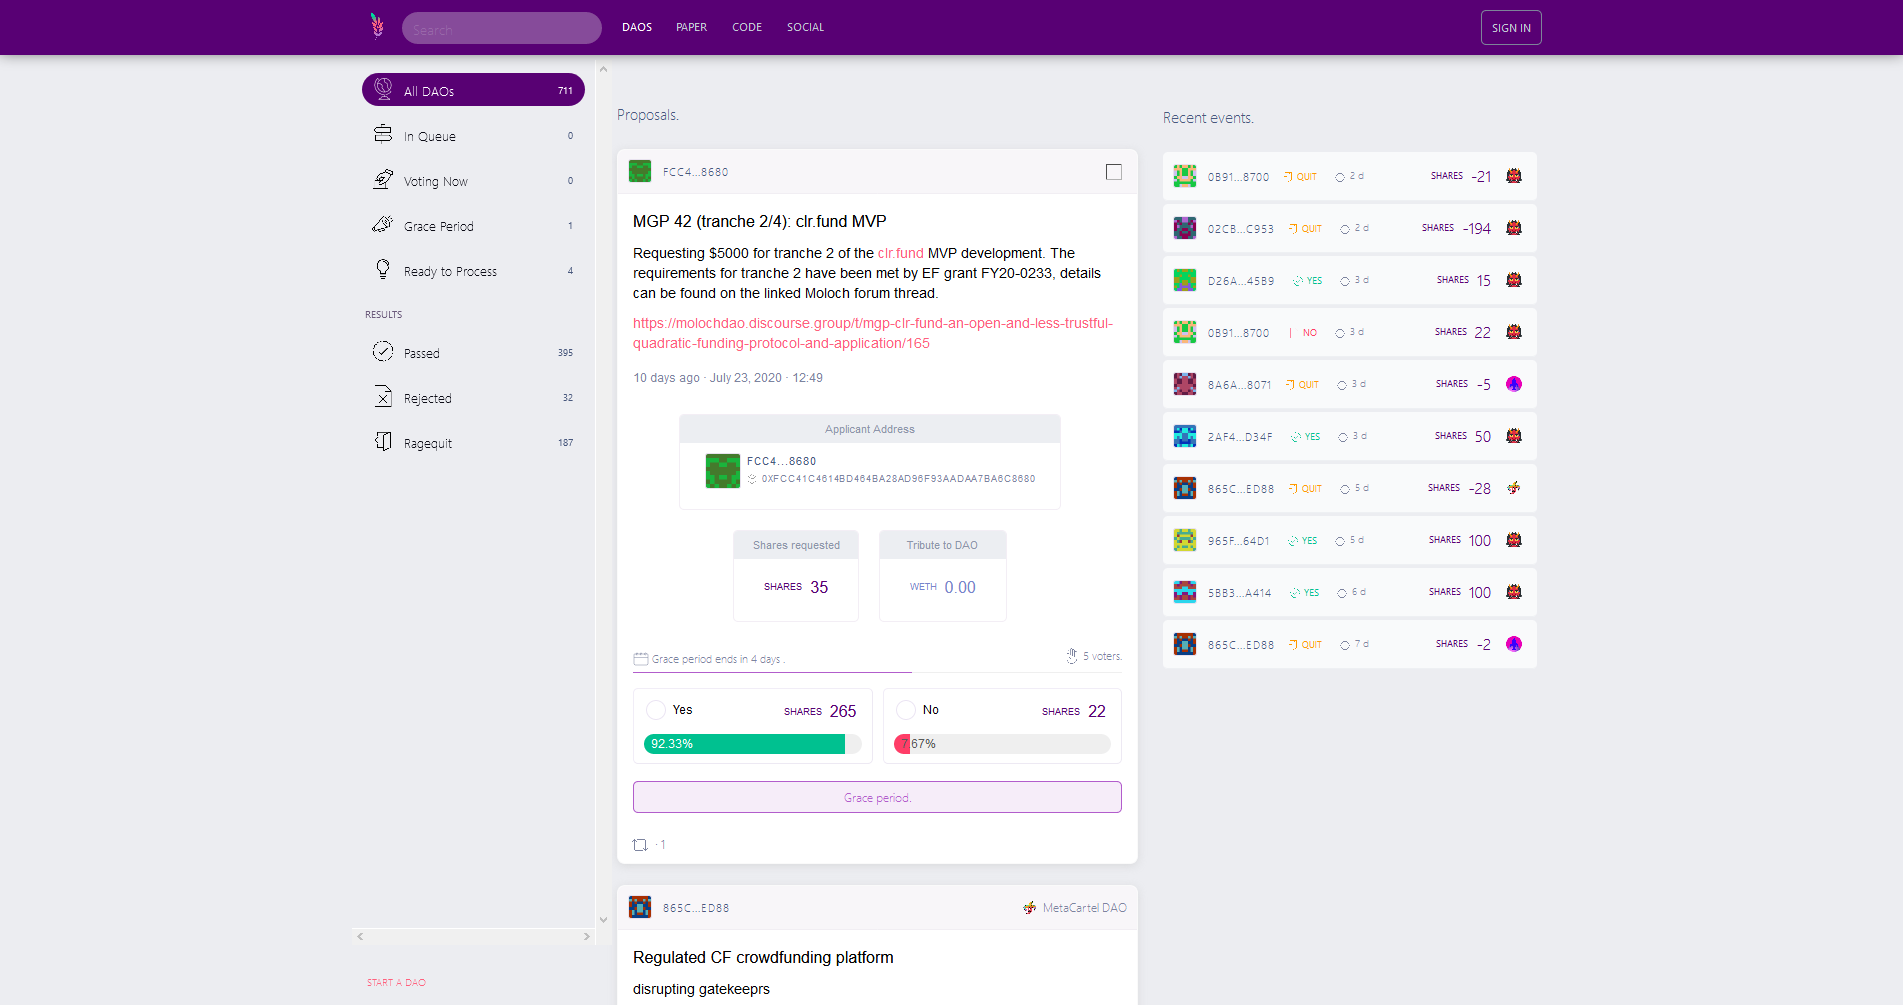 Search
DAOS
PAPER
CODE
SOCIAL
SIGN IN
All DAOs 711
In Queue 0
Voting Now 0
Grace Period 1
Ready to Process 4
RESULTS
Passed 395
Rejected 32
Ragequit 187
START A DAO
Proposals.
FCC4...8680
MGP 42 (tranche 2/4): clr.fund MVP
Requesting $5000 for tranche 2 of the clr.fund MVP development. The
requirements for tranche 2 have been met by EF grant FY20-0233, details
can be found on the linked Moloch forum thread.
https://molochdao.discourse.group/t/mgp-clr-fund-an-open-and-less-trustful-
quadratic-funding-protocol-and-application/165
10 days ago · July 23, 2020 · 12:49
Applicant Address
FCC4...8680
0XFCC41C4614BD464BA28AD96F93AADAA7BA6C8680
Shares requested
SHARES 35
Tribute to DAO
WETH 0.00
Grace period ends in 4 days .
5 voters.
Yes SHARES 265
92.33%
No SHARES 22
7.67%
Grace period.
· 1
865C...ED88
MetaCartel DAO
Regulated CF crowdfunding platform
disrupting gatekeeprs
Recent events.
0B91...8700 QUIT 2 d SHARES -21
02CB...C953 QUIT 2 d SHARES -194
D26A...45B9 YES 3 d SHARES 15
0B91...8700 NO 3 d SHARES 22
8A6A...8071 QUIT 3 d SHARES -5
2AF4...D34F YES 3 d SHARES 50
865C...ED88 QUIT 5 d SHARES -28
965F...64D1 YES 5 d SHARES 100
5BB3...A414 YES 6 d SHARES 100
865C...ED88 QUIT 7 d SHARES -2